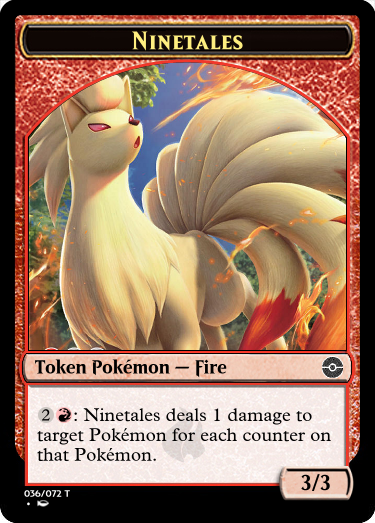 Ninetales
Token Pokémon — Fire
2 : Ninetales deals 1 damage to
target Pokémon for each counter on
that Pokémon.
3/3
036/072 T